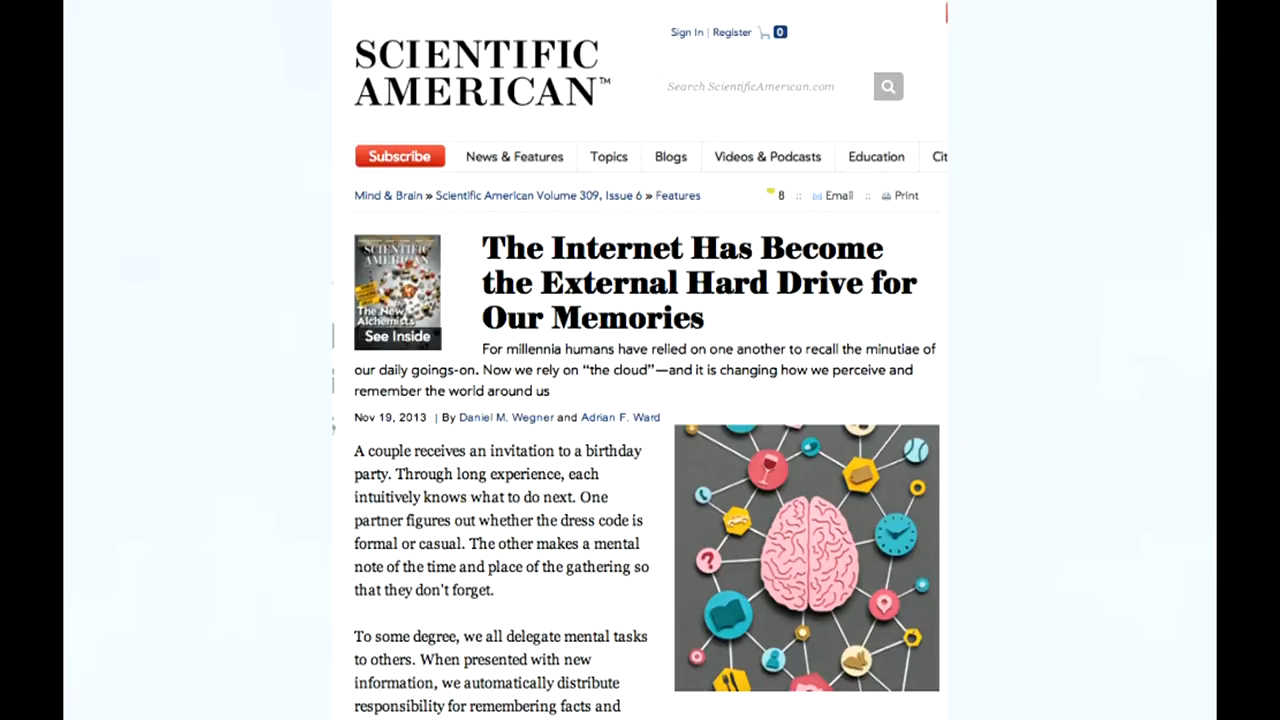 SCIENTIFIC
AMERICAN™
Sign In | Register 0
Search ScientificAmerican.com
Subscribe News & Features Topics Blogs Videos & Podcasts Education Cit
Mind & Brain » Scientific American Volume 309, Issue 6 » Features
8 :: Email :: Print
SCIENTIFIC
AMERICAN
The New
Alchemists
See Inside
The Internet Has Become
the External Hard Drive for
Our Memories
For millennia humans have relied on one another to recall the minutiae of
our daily goings-on. Now we rely on “the cloud”—and it is changing how we perceive and
remember the world around us
Nov 19, 2013 | By Daniel M. Wegner and Adrian F. Ward
A couple receives an invitation to a birthday
party. Through long experience, each
intuitively knows what to do next. One
partner figures out whether the dress code is
formal or casual. The other makes a mental
note of the time and place of the gathering so
that they don't forget.
To some degree, we all delegate mental tasks
to others. When presented with new
information, we automatically distribute
responsibility for remembering facts and
?